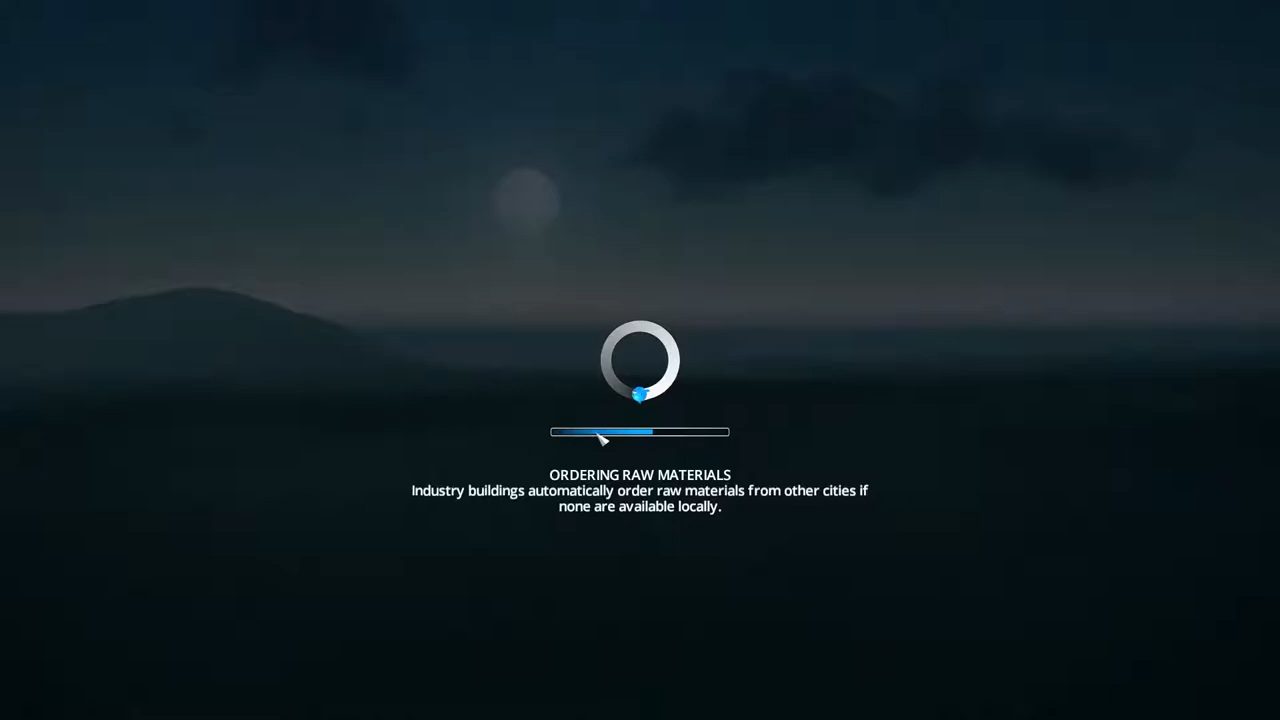 ORDERING RAW MATERIALS
Industry buildings automatically order raw materials from other cities if
none are available locally.